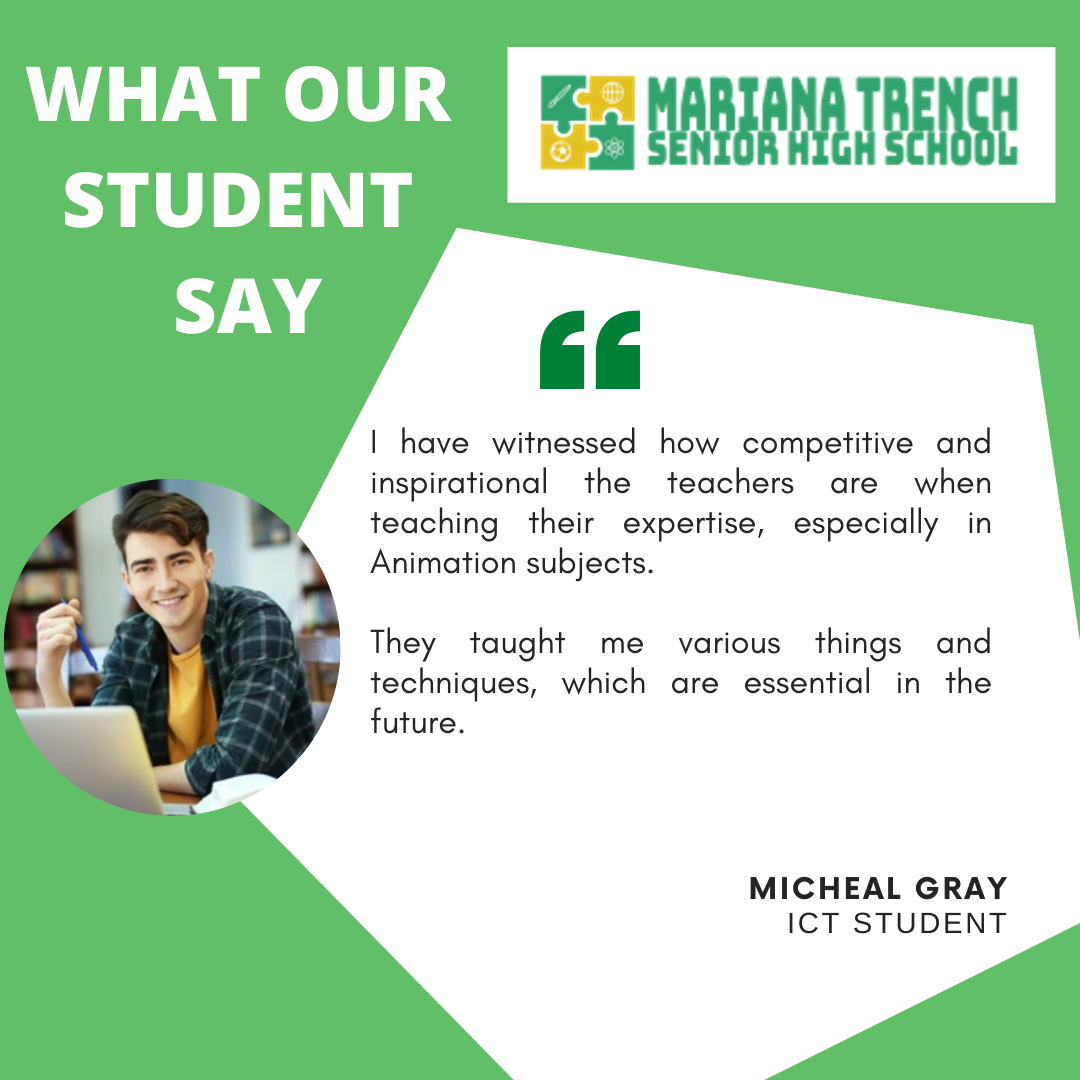 WHAT OUR
STUDENT
SAY
MARIANA TRENCH
SENIOR HIGH SCHOOL
I have witnessed how competitive and
inspirational the teachers are when
teaching their expertise, especially in
Animation subjects.
They taught me various things and
techniques, which are essential in the
future.
MICHEAL GRAY
ICT STUDENT